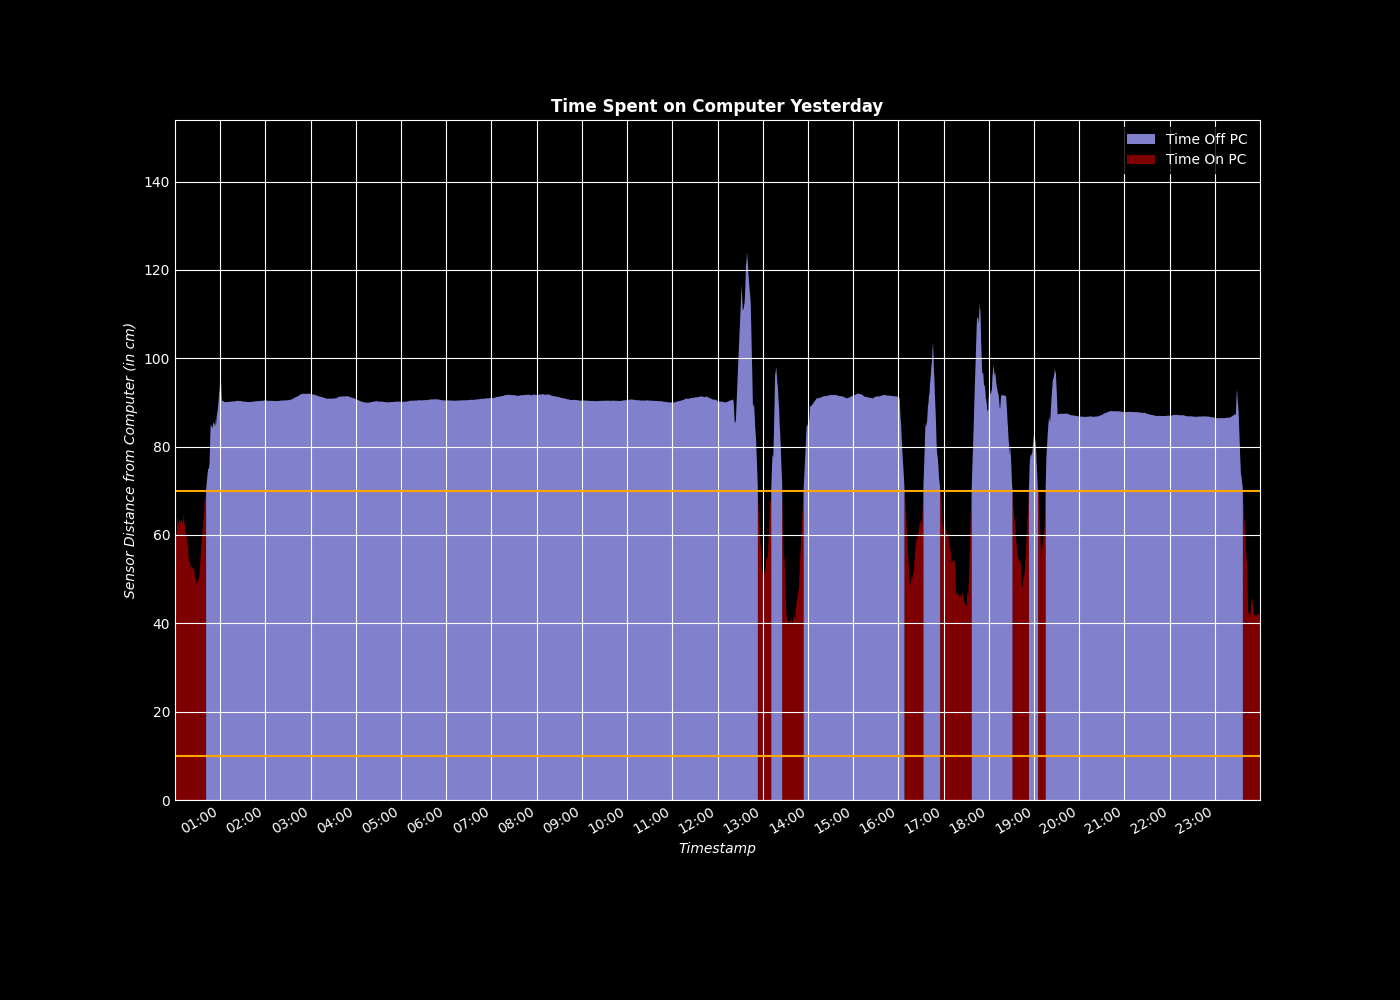 Time Spent on Computer Yesterday
Time Off PC
Time On PC
Sensor Distance from Computer (in cm)
140
120
100
80
60
40
20
0
01:00 02:00 03:00 04:00 05:00 06:00 07:00 08:00 09:00 10:00 11:00 12:00 13:00 14:00 15:00 16:00 17:00 18:00 19:00 20:00 21:00 22:00 23:00
Timestamp